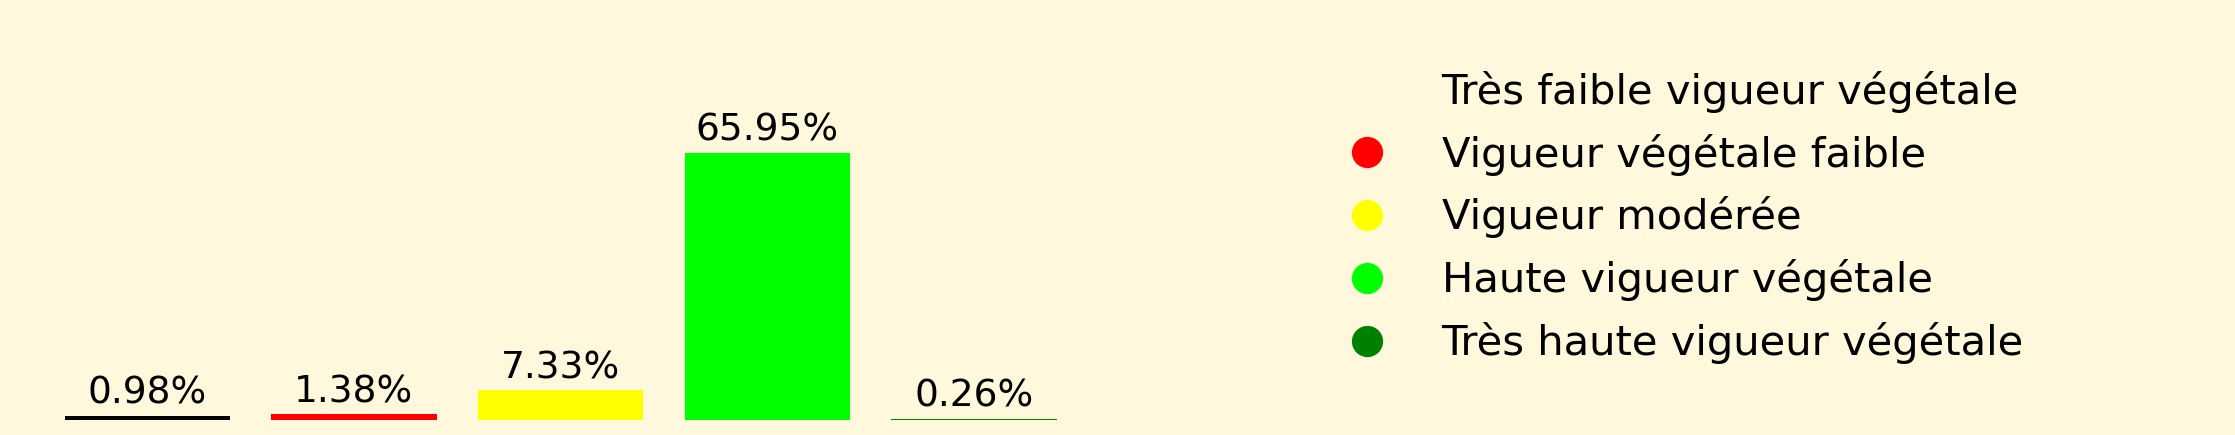 65.95%
7.33%
0.98%
1.38%
0.26%
Très faible vigueur végétale
Vigueur végétale faible
Vigueur modérée
Haute vigueur végétale
Très haute vigueur végétale